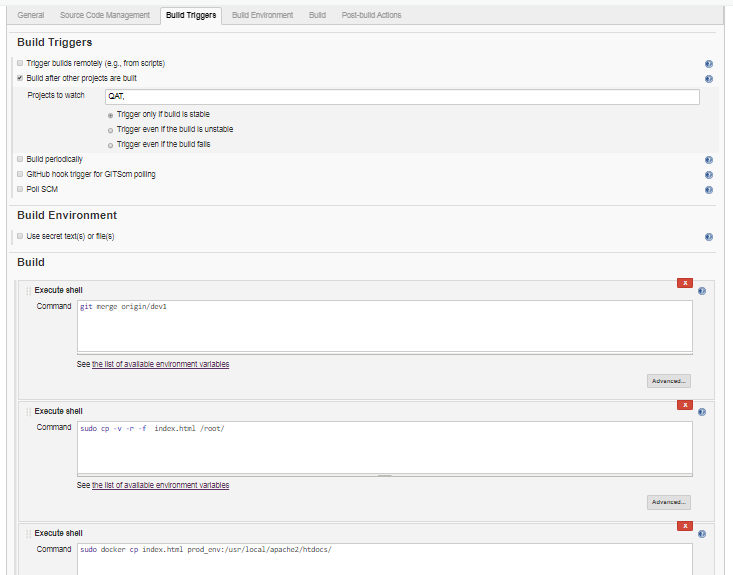 General Source Code Management Build Triggers Build Environment Build Post-build Actions
Build Triggers
Trigger builds remotely (e.g., from scripts)
Build after other projects are built
Projects to watch QAT,
Trigger only if build is stable
Trigger even if the build is unstable
Trigger even if the build fails
Build periodically
GitHub hook trigger for GITScm polling
Poll SCM
Build Environment
Use secret text(s) or file(s)
Build
X
Execute shell
Command git merge origin/dev1
See the list of available environment variables
Advanced...
X
Execute shell
Command sudo cp -v -r -f  index.html /root/
See the list of available environment variables
Advanced...
X
Execute shell
Command sudo docker cp index.html prod_env:/usr/local/apache2/htdocs/